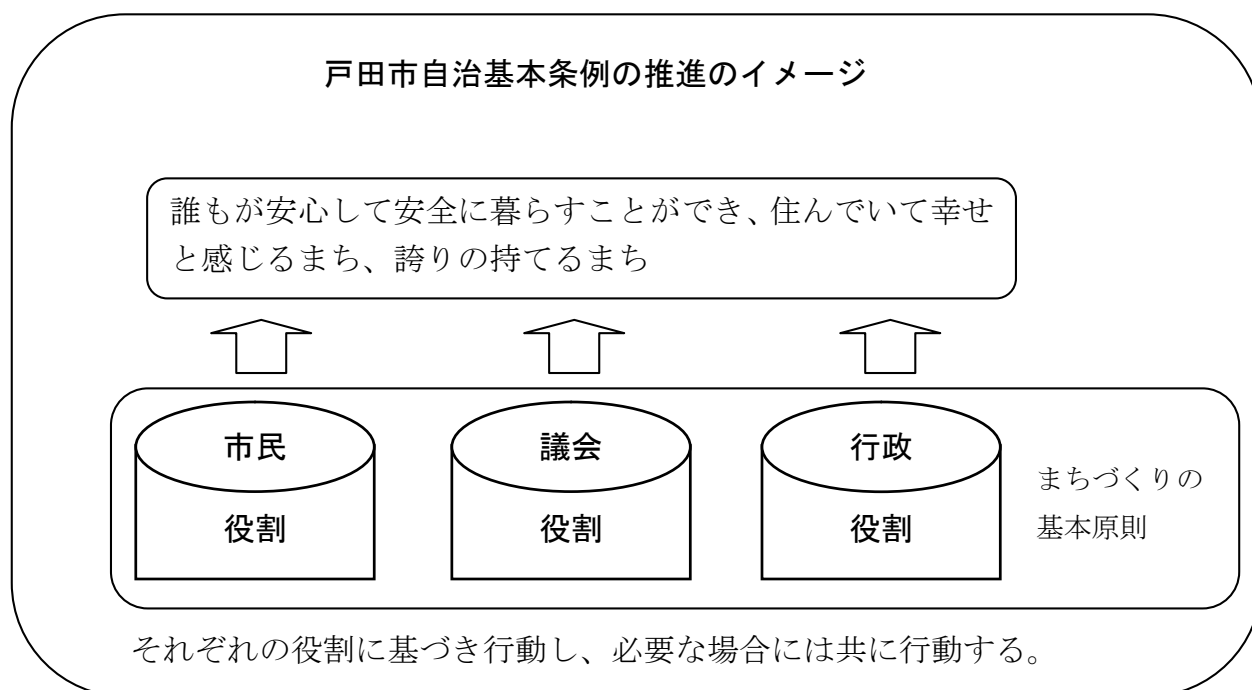 戸田市自治基本条例の推進のイメージ
誰もが安心して安全に暮らすことができ、住んでいて幸せ
と感じるまち、誇りの持てるまち
市民
議会
行政
役割
役割
役割
まちづくりの
基本原則
それぞれの役割に基づき行動し、必要な場合には共に行動する。